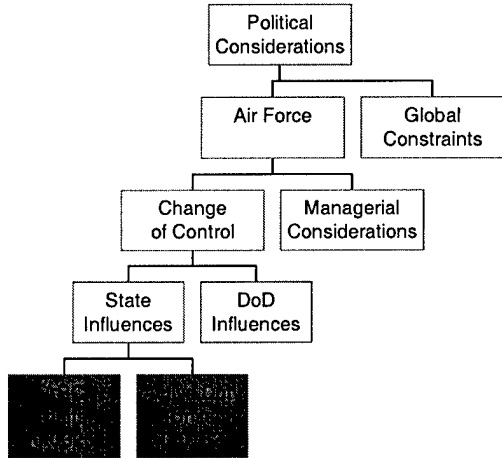 Political
Considerations
Air Force
Global
Constraints
Change
of Control
Managerial
Considerations
State
Influences
DoD
Influences